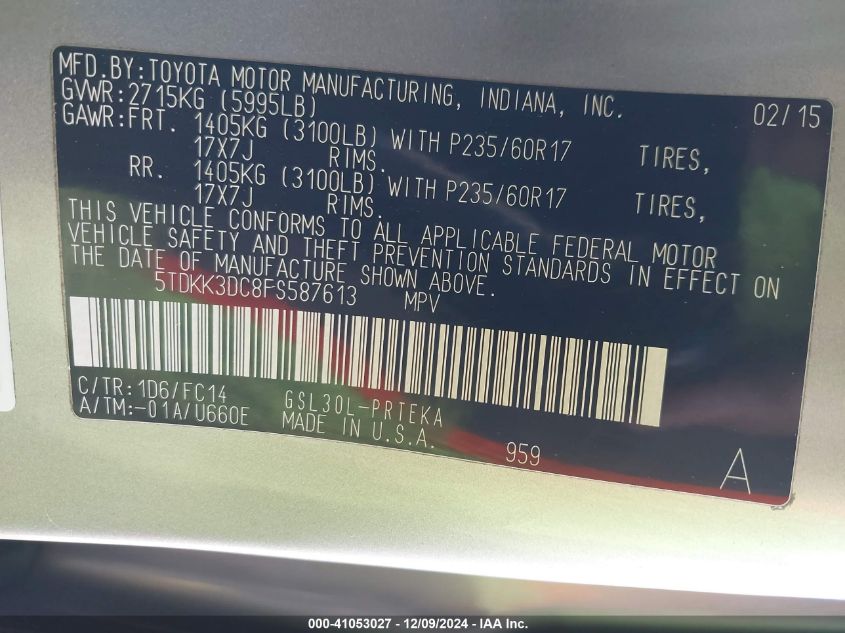 MFD.BY:TOYOTA MOTOR MANUFACTURING, INDIANA, INC. 02/15
GVWR:2715KG (5995LB)
GAWR:FRT. 1405KG (3100LB) WITH P235/60R17 TIRES,
17X7J RIMS.
RR. 1405KG (3100LB) WITH P235/60R17 TIRES,
17X7J RIMS.
THIS VEHICLE CONFORMS TO ALL APPLICABLE FEDERAL MOTOR
VEHICLE SAFETY AND THEFT PREVENTION STANDARDS IN EFFECT ON
THE DATE OF MANUFACTURE SHOWN ABOVE.
5TDKK3DC8FS587613 MPV
C/TR:1D6/FC14 GSL30L-PRTEKA
A/TM:-01A/U660E MADE IN U.S.A. 959 A
000-41053027 - 12/09/2024 - IAA Inc.